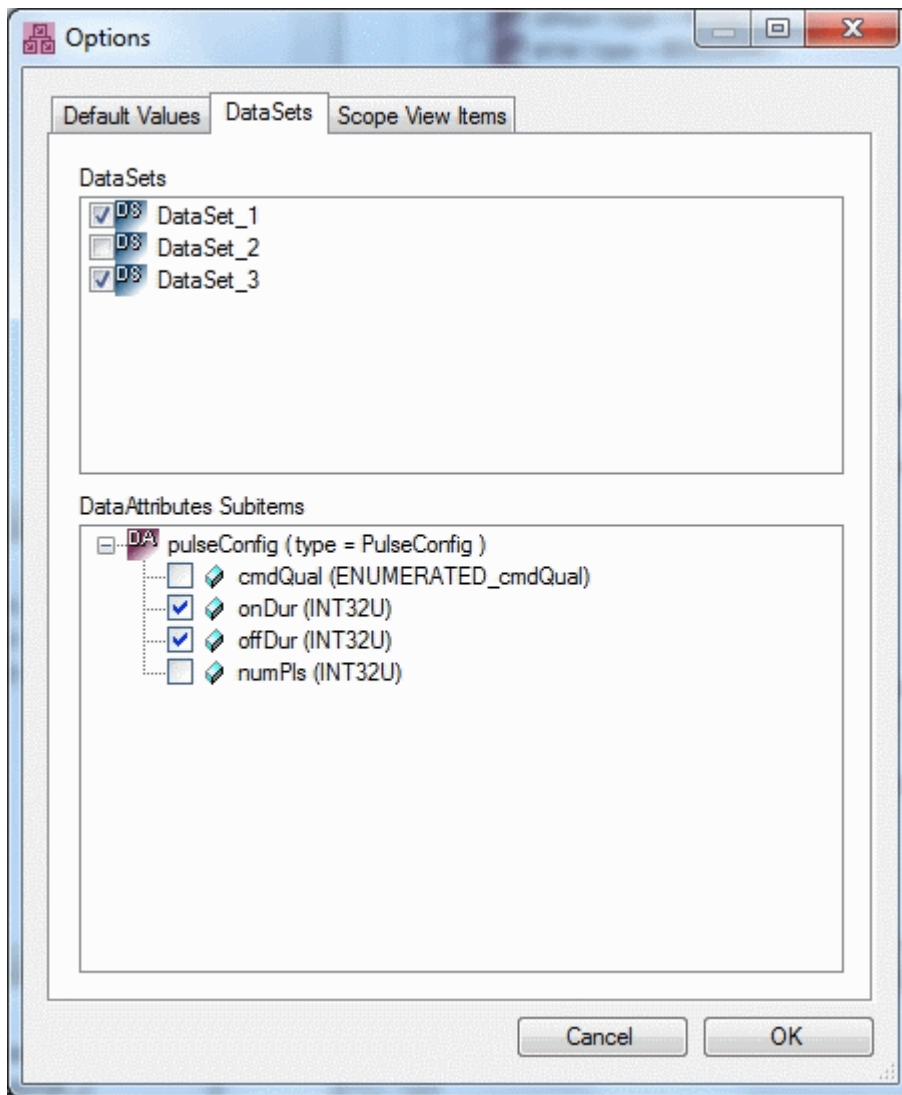 Options
Default Values DataSets Scope View Items
DataSets
DS DataSet_1
DS DataSet_2
DS DataSet_3
DataAttributes Subitems
DA pulseConfig ( type = PulseConfig )
cmdQual (ENUMERATED_cmdQual)
onDur (INT32U)
offDur (INT32U)
numPls (INT32U)
Cancel OK